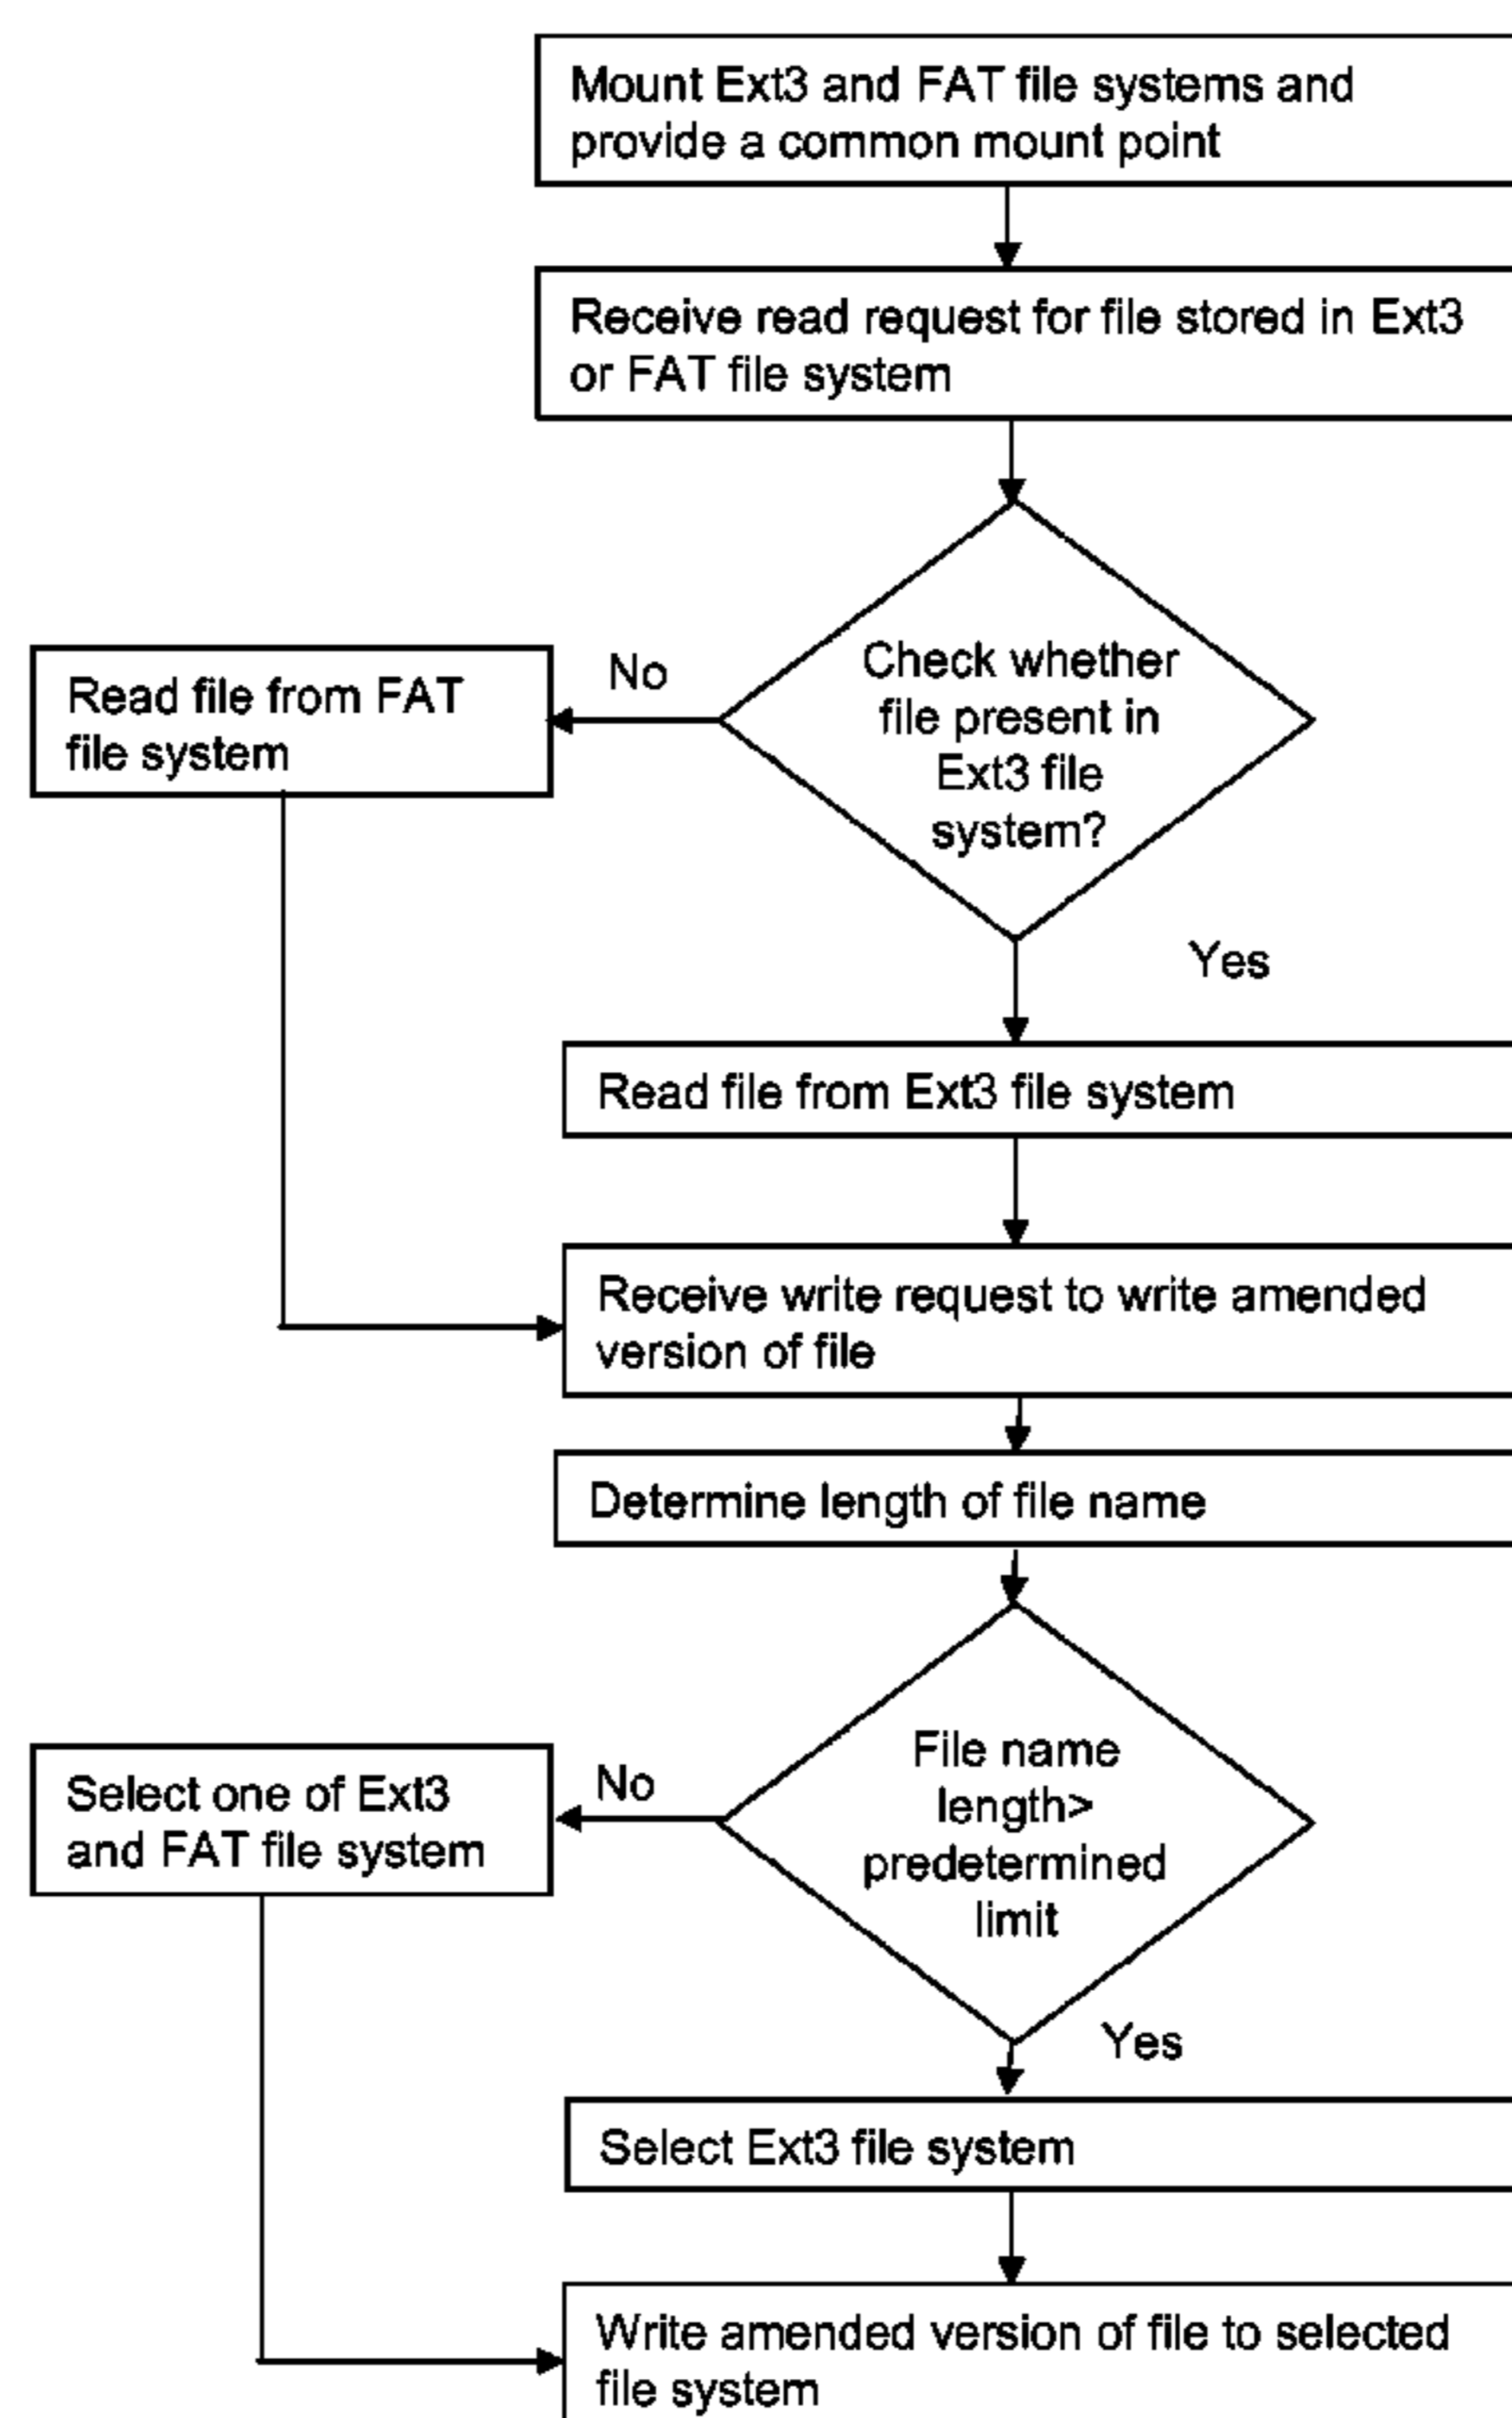 Mount Ext3 and FAT file systems and
provide a common mount point
Receive read request for file stored in Ext3
or FAT file system
Check whether
file present in
Ext3 file
system?
No
Read file from FAT
file system
Yes
Read file from Ext3 file system
Receive write request to write amended
version of file
Determine length of file name
File name
length>
predetermined
limit
No
Select one of Ext3
and FAT file system
Yes
Select Ext3 file system
Write amended version of file to selected
file system